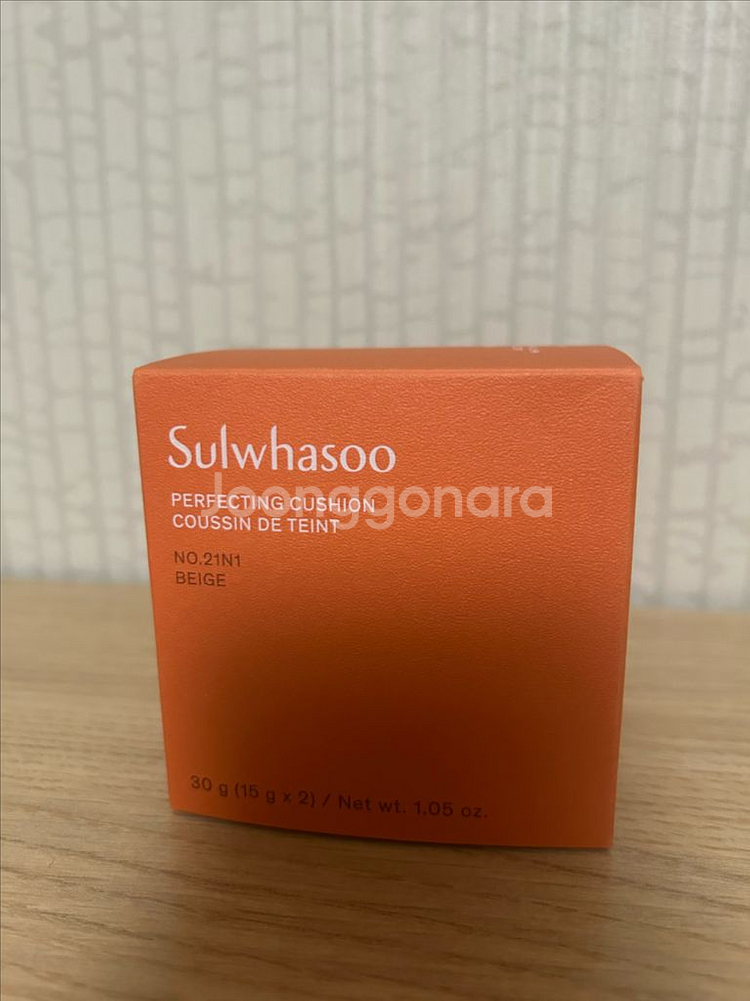 Sulwhasoo
PERFECTING CUSHION
COUSSIN DE TEINT
Joonggonara
NO.21N1
BEIGE
30 g (15 g x 2) / Net wt. 1.05 oz.